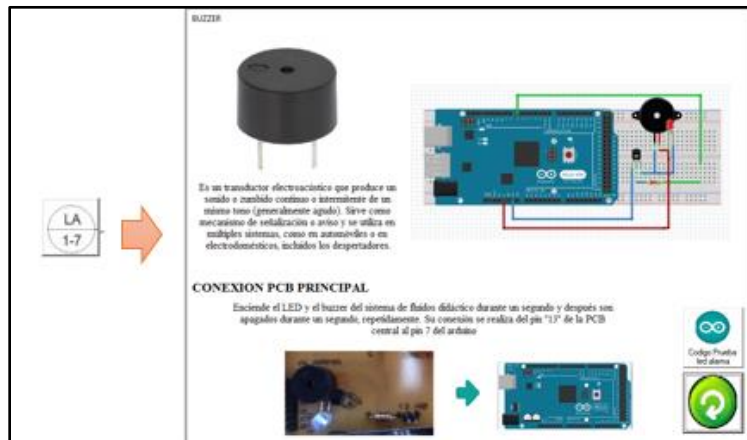 BUZZER
LA
1-7
Es un transductor electroacústico que produce un
sonido o zumbido continuo o intermitente de un
mismo tono (generalmente agudo). Sirve como
mecanismo de señalización o aviso y se utiliza en
múltiples sistemas, como en automóviles o en
electrodomésticos, incluidos los despertadores.
CONEXION PCB PRINCIPAL
Enciende el LED y el buzzer del sistema de fluidos didáctico durante un segundo y después son
apagados durante un segundo, repetidamente. Su conexión se realiza del pin "13" de la PCB
central al pin 7 del arduino
Codigo Prueba
led alarma